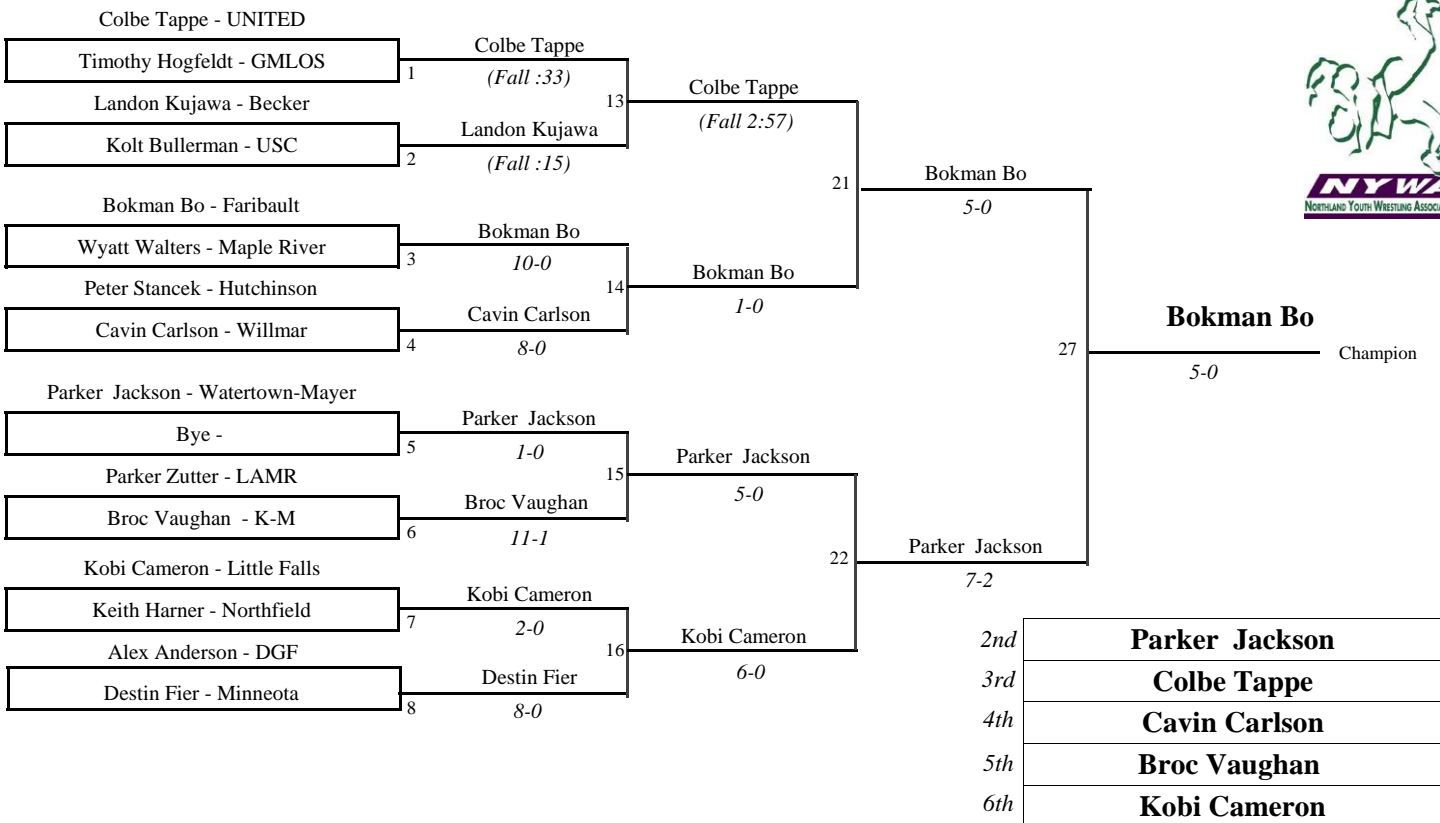 Colbe Tappe - UNITED
Timothy Hogfeldt - GMLOS
1
Colbe Tappe
(Fall :33)
Landon Kujawa - Becker
Kolt Bullerman - USC
2
Landon Kujawa
(Fall :15)
13
Colbe Tappe
(Fall 2:57)
Bokman Bo - Faribault
Wyatt Walters - Maple River
3
Bokman Bo
10-0
Peter Stancek - Hutchinson
Cavin Carlson - Willmar
4
Cavin Carlson
8-0
14
Bokman Bo
1-0
21
Bokman Bo
5-0
Parker Jackson - Watertown-Mayer
Bye -
5
Parker Jackson
1-0
Parker Zutter - LAMR
Broc Vaughan - K-M
6
Broc Vaughan
11-1
15
Parker Jackson
5-0
Kobi Cameron - Little Falls
Keith Harner - Northfield
7
Kobi Cameron
2-0
Alex Anderson - DGF
Destin Fier - Minneota
8
Destin Fier
8-0
16
Kobi Cameron
6-0
22
Parker Jackson
7-2
27
Bokman Bo
5-0
Champion
NYWA
NORTHLAND YOUTH WRESTLING
2nd Parker Jackson
3rd Colbe Tappe
4th Cavin Carlson
5th Broc Vaughan
6th Kobi Cameron